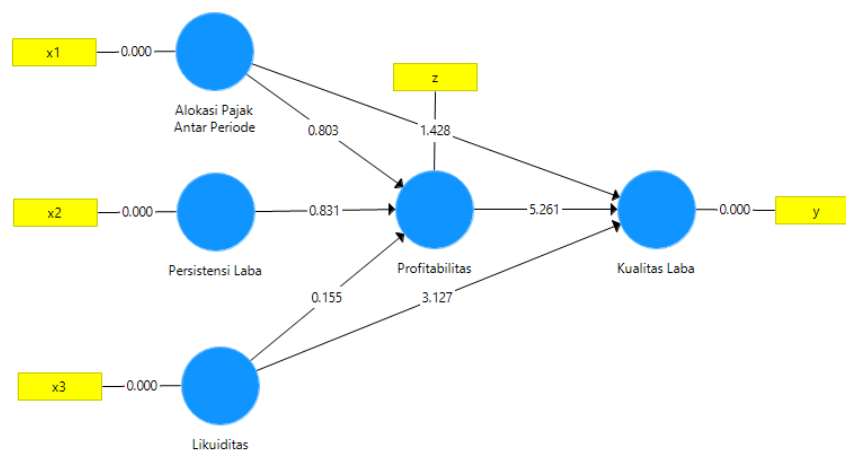 x1
0.000
Alokasi Pajak
Antar Periode
z
0.803
1.428
x2
0.000
Persistensi Laba
0.831
Profitabilitas
5.261
Kualitas Laba
0.000
y
0.155
3.127
x3
0.000
Likuiditas